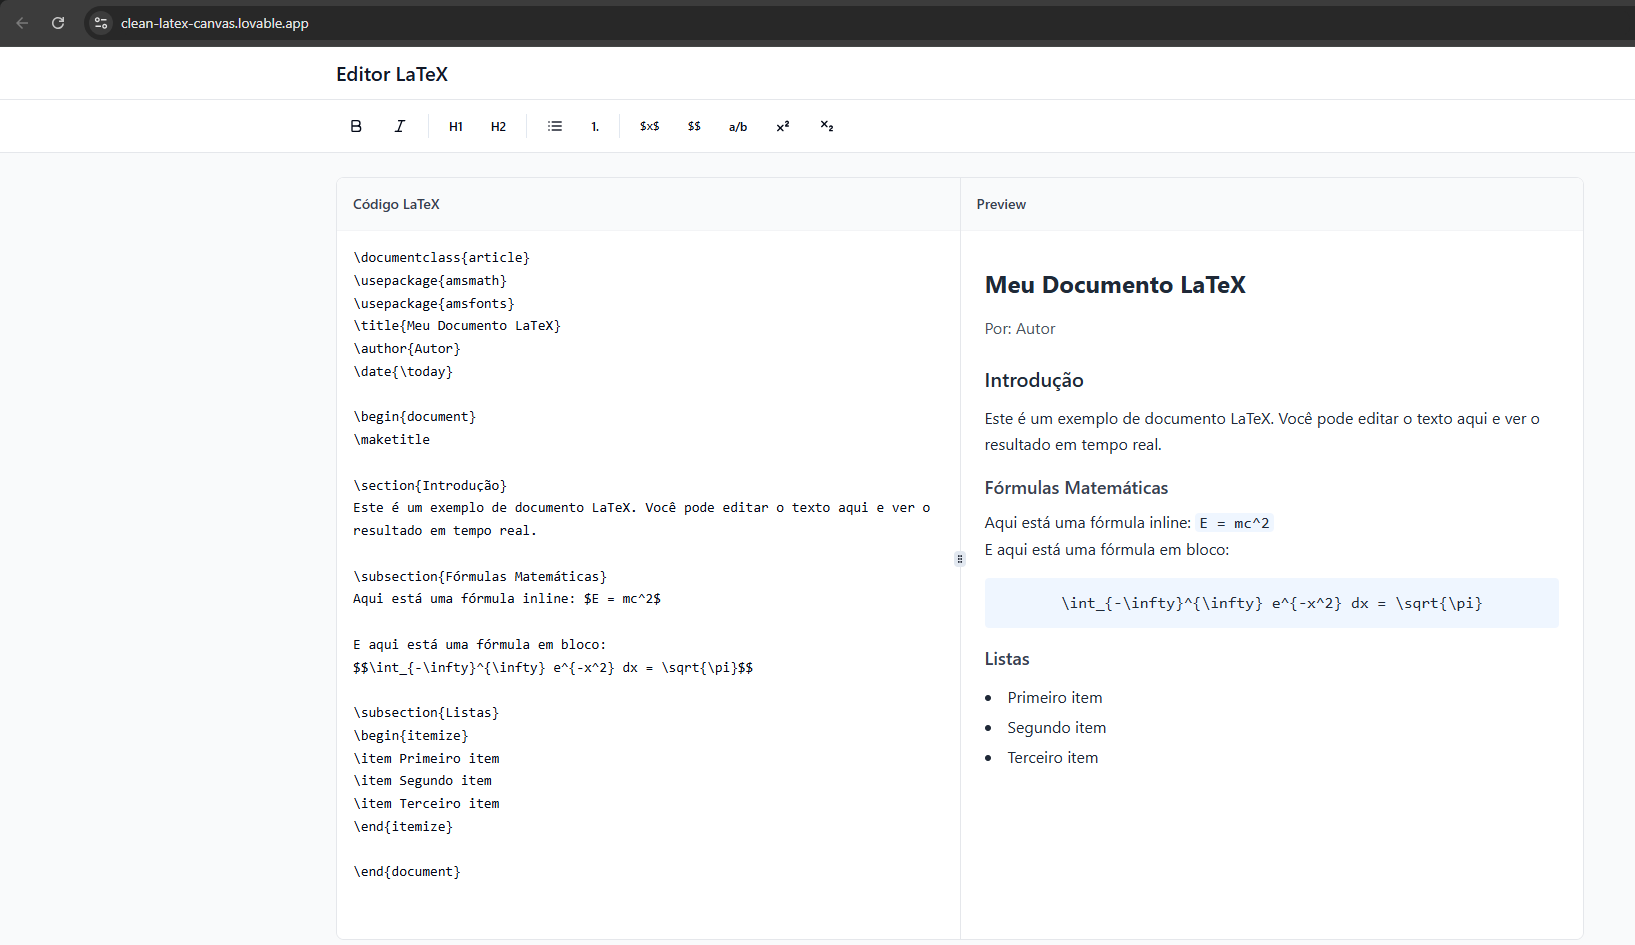 clean-latex-canvas.lovable.app
Editor LaTeX
B I H1 H2 1. $x$ $$ a/b x² x₂
Código LaTeX
\documentclass{article}
\usepackage{amsmath}
\usepackage{amsfonts}
\title{Meu Documento LaTeX}
\author{Autor}
\date{\today}
\begin{document}
\maketitle
\section{Introdução}
Este é um exemplo de documento LaTeX. Você pode editar o texto aqui e ver o
resultado em tempo real.
\subsection{Fórmulas Matemáticas}
Aqui está uma fórmula inline: $E = mc^2$
E aqui está uma fórmula em bloco:
$$\int_{-\infty}^{\infty} e^{-x^2} dx = \sqrt{\pi}$$
\subsection{Listas}
\begin{itemize}
\item Primeiro item
\item Segundo item
\item Terceiro item
\end{itemize}
\end{document}
Preview
Meu Documento LaTeX
Por: Autor
Introdução
Este é um exemplo de documento LaTeX. Você pode editar o texto aqui e ver o
resultado em tempo real.
Fórmulas Matemáticas
Aqui está uma fórmula inline: E = mc^2
E aqui está uma fórmula em bloco:
\int_{-\infty}^{\infty} e^{-x^2} dx = \sqrt{\pi}
Listas
• Primeiro item
• Segundo item
• Terceiro item